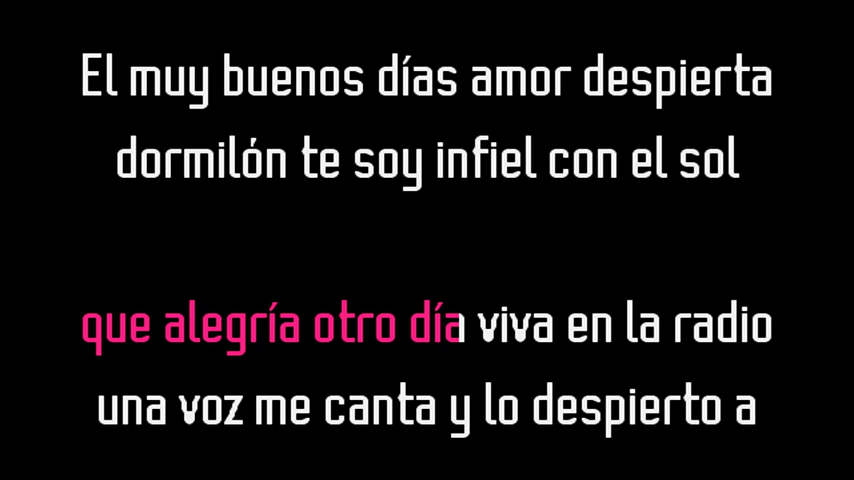 El muy buenos días amor despierta
dormilón te soy infiel con el sol
que alegría otro día viva en la radio
una voz me canta y lo despierto a